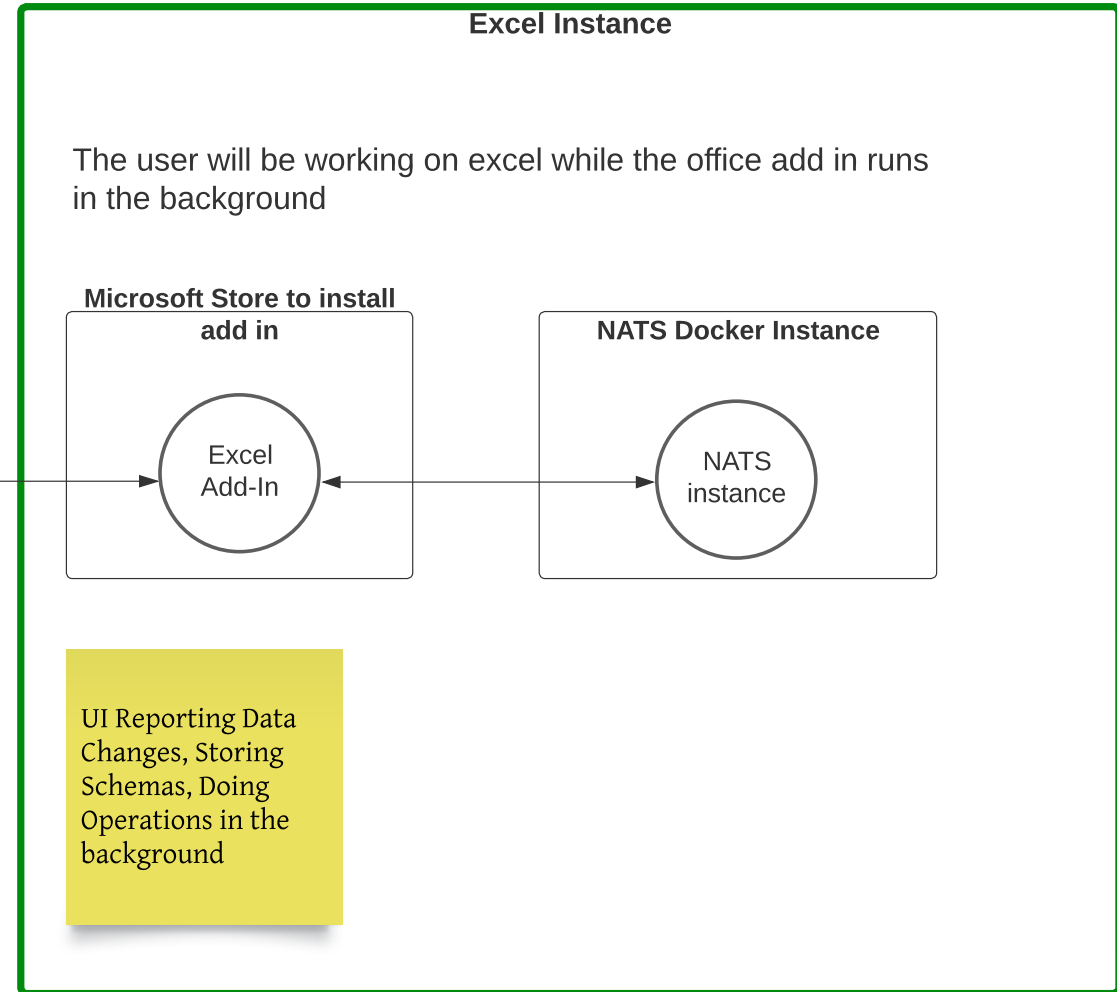 Excel Instance
The user will be working on excel while the office add in runs
in the background
Microsoft Store to install
add in
NATS Docker Instance
Excel
Add-In
NATS
instance
UI Reporting Data
Changes, Storing
Schemas, Doing
Operations in the
background